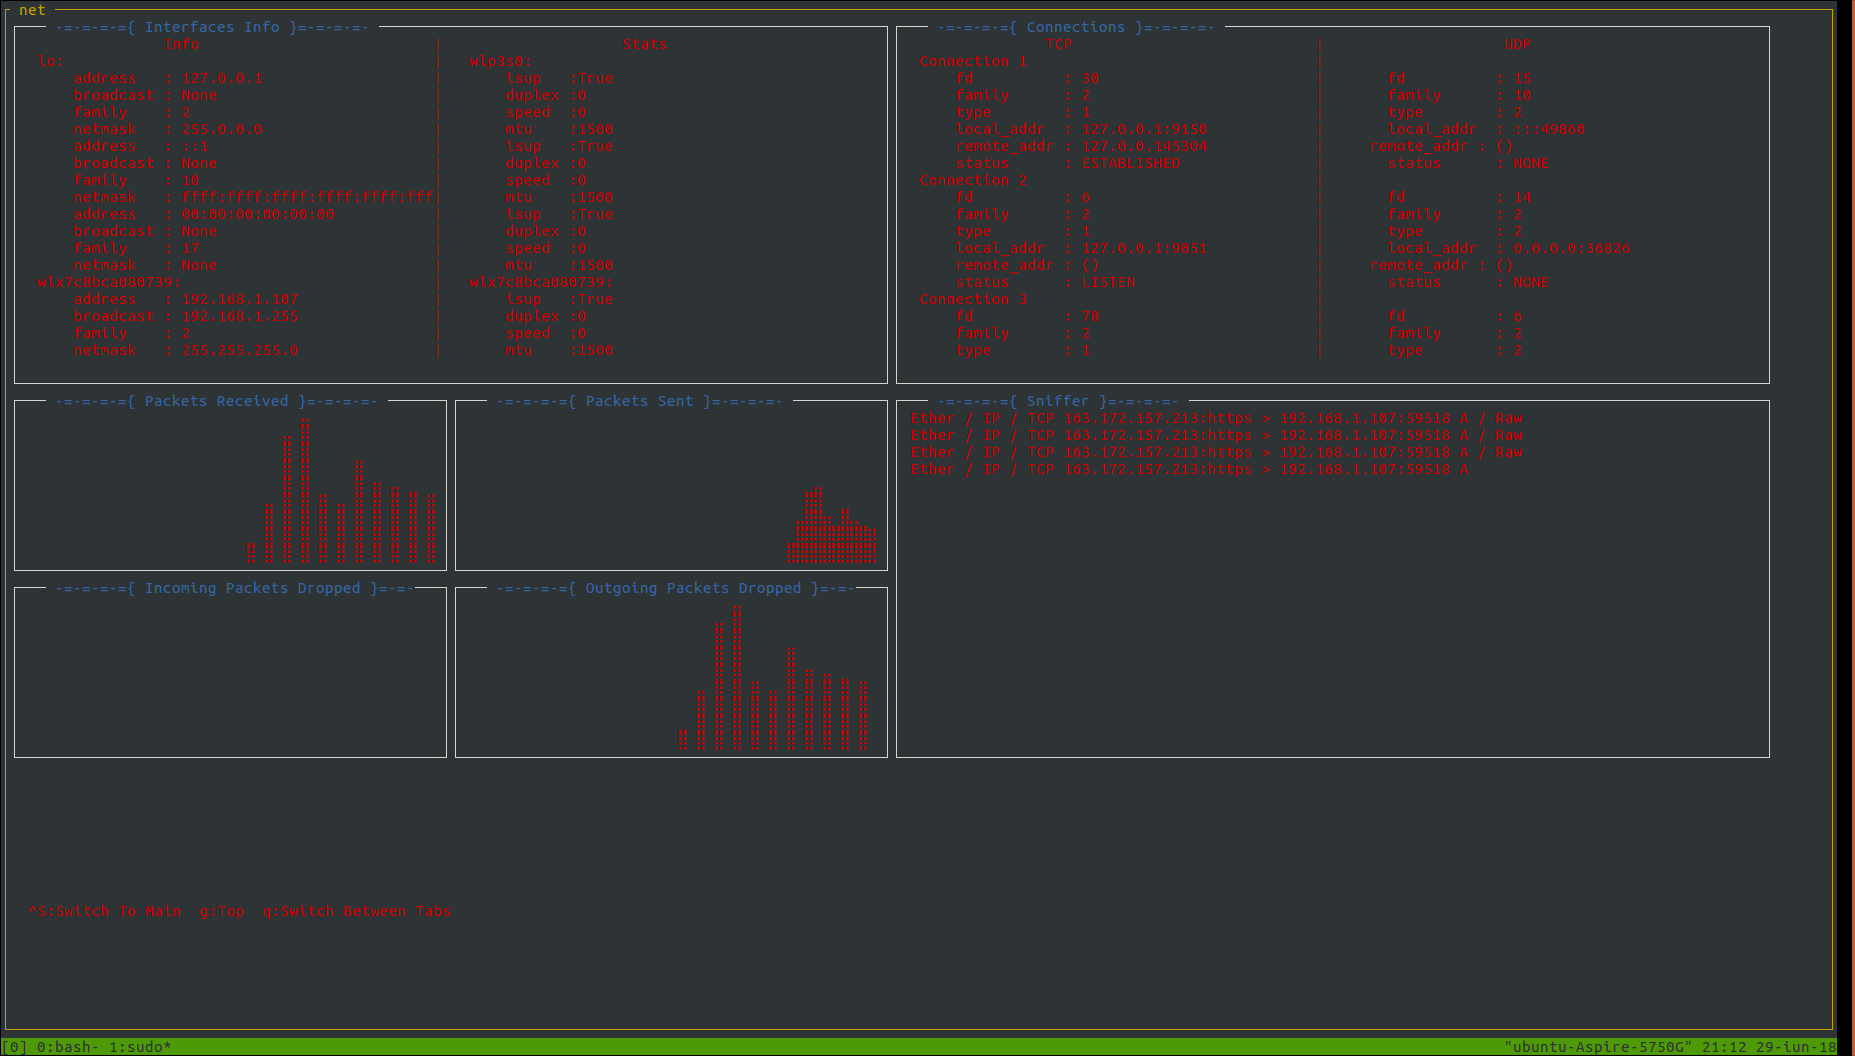 net
-=-=-=-={ Interfaces Info }=-=-=-=-
Info | Stats
lo: | wlp3s0:
address : 127.0.0.1 | isup :True
broadcast : None | duplex :0
family : 2 | speed :0
netmask : 255.0.0.0 | mtu :1500
address : ::1 | isup :True
broadcast : None | duplex :0
family : 10 | speed :0
netmask : ffff:ffff:ffff:ffff:ffff:fff| mtu :1500
address : 00:00:00:00:00:00 | isup :True
broadcast : None | duplex :0
family : 17 | speed :0
netmask : None | mtu :1500
wlx7c8bca080739: | wlx7c8bca080739:
address : 192.168.1.107 | isup :True
broadcast : 192.168.1.255 | duplex :0
family : 2 | speed :0
netmask : 255.255.255.0 | mtu :1500
-=-=-=-={ Connections }=-=-=-=-
TCP | UDP
Connection 1 |
fd : 30 | fd : 15
family : 2 | family : 10
type : 1 | type : 2
local_addr : 127.0.0.1:9150 | local_addr : :::49860
remote_addr : 127.0.0.145304 | remote_addr : ()
status : ESTABLISHED | status : NONE
Connection 2 |
fd : 6 | fd : 14
family : 2 | family : 2
type : 1 | type : 2
local_addr : 127.0.0.1:9051 | local_addr : 0.0.0.0:36826
remote_addr : () | remote_addr : ()
status : LISTEN | status : NONE
Connection 3 |
fd : 78 | fd : 6
family : 2 | family : 2
type : 1 | type : 2
-=-=-=-={ Packets Received }=-=-=-=-
-=-=-=-={ Packets Sent }=-=-=-=-
-=-=-=-={ Sniffer }=-=-=-=-
Ether / IP / TCP 163.172.157.213:https > 192.168.1.107:59518 A / Raw
Ether / IP / TCP 163.172.157.213:https > 192.168.1.107:59518 A / Raw
Ether / IP / TCP 163.172.157.213:https > 192.168.1.107:59518 A / Raw
Ether / IP / TCP 163.172.157.213:https > 192.168.1.107:59518 A
-=-=-=-={ Incoming Packets Dropped }=-=-
-=-=-=-={ Outgoing Packets Dropped }=-=-
^S:Switch To Main g:Top q:Switch Between Tabs
[0] 0:bash- 1:sudo* "ubuntu-Aspire-5750G" 21:12 29-iun-18